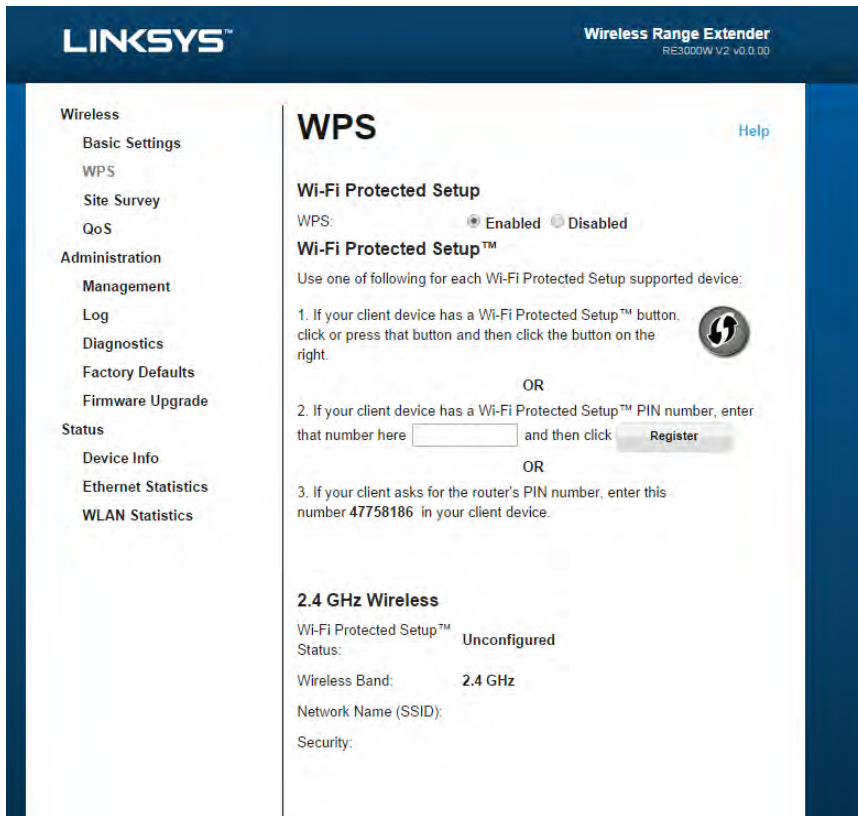 LINKSYS™
Wireless Range Extender
RE3000W V2 v0.0.00
Wireless
Basic Settings
WPS
Site Survey
QoS
Administration
Management
Log
Diagnostics
Factory Defaults
Firmware Upgrade
Status
Device Info
Ethernet Statistics
WLAN Statistics
WPS
Help
Wi-Fi Protected Setup
WPS: Enabled Disabled
Wi-Fi Protected Setup™
Use one of following for each Wi-Fi Protected Setup supported device:
1. If your client device has a Wi-Fi Protected Setup™ button,
click or press that button and then click the button on the
right.
OR
2. If your client device has a Wi-Fi Protected Setup™ PIN number, enter
that number here and then click Register
OR
3. If your client asks for the router's PIN number, enter this
number 47758186 in your client device.
2.4 GHz Wireless
Wi-Fi Protected Setup™
Status: Unconfigured
Wireless Band: 2.4 GHz
Network Name (SSID):
Security: